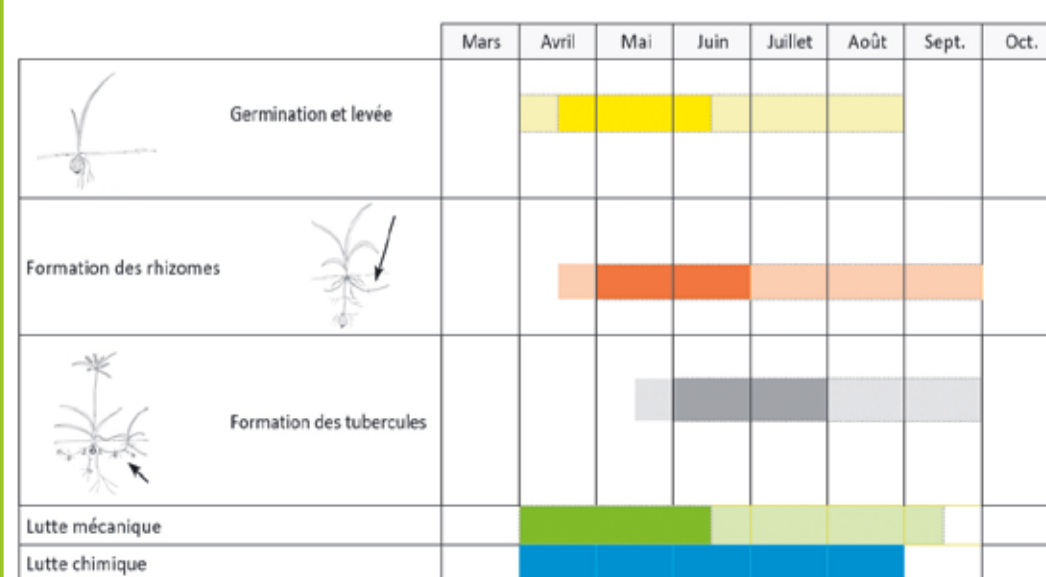 Mars Avril Mai Juin Juillet Août Sept. Oct.
Germination et levée
Formation des rhizomes
Formation des tubercules
Lutte mécanique
Lutte chimique